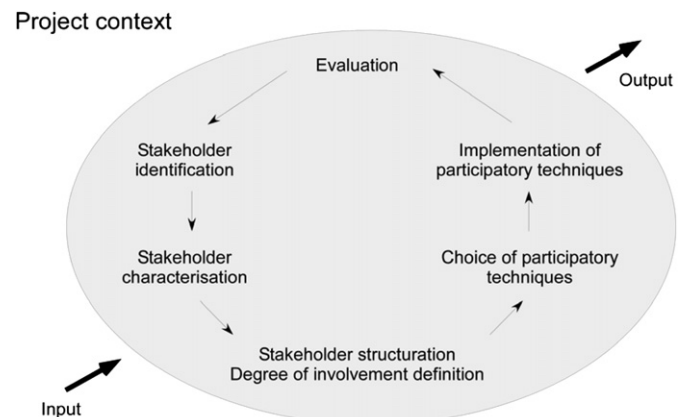 Project context
Evaluation
Output
Stakeholder
identification
Implementation of
participatory techniques
Stakeholder
characterisation
Choice of participatory
techniques
Stakeholder structuration
Degree of involvement definition
Input